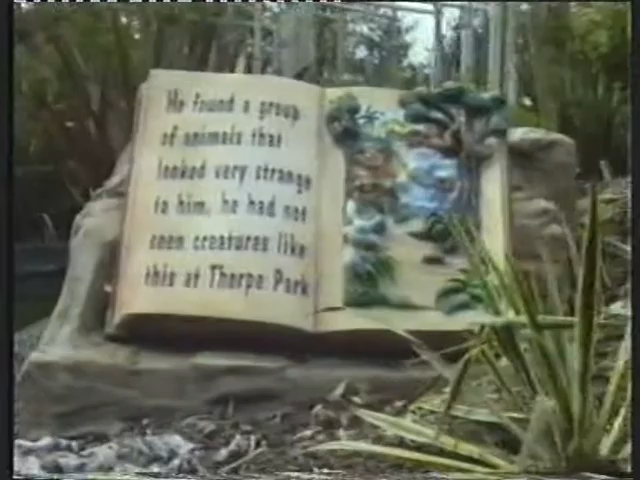 He found a group
of animals that
looked very strange
to him, he had not
seen creatures like
this at Thorpe Park